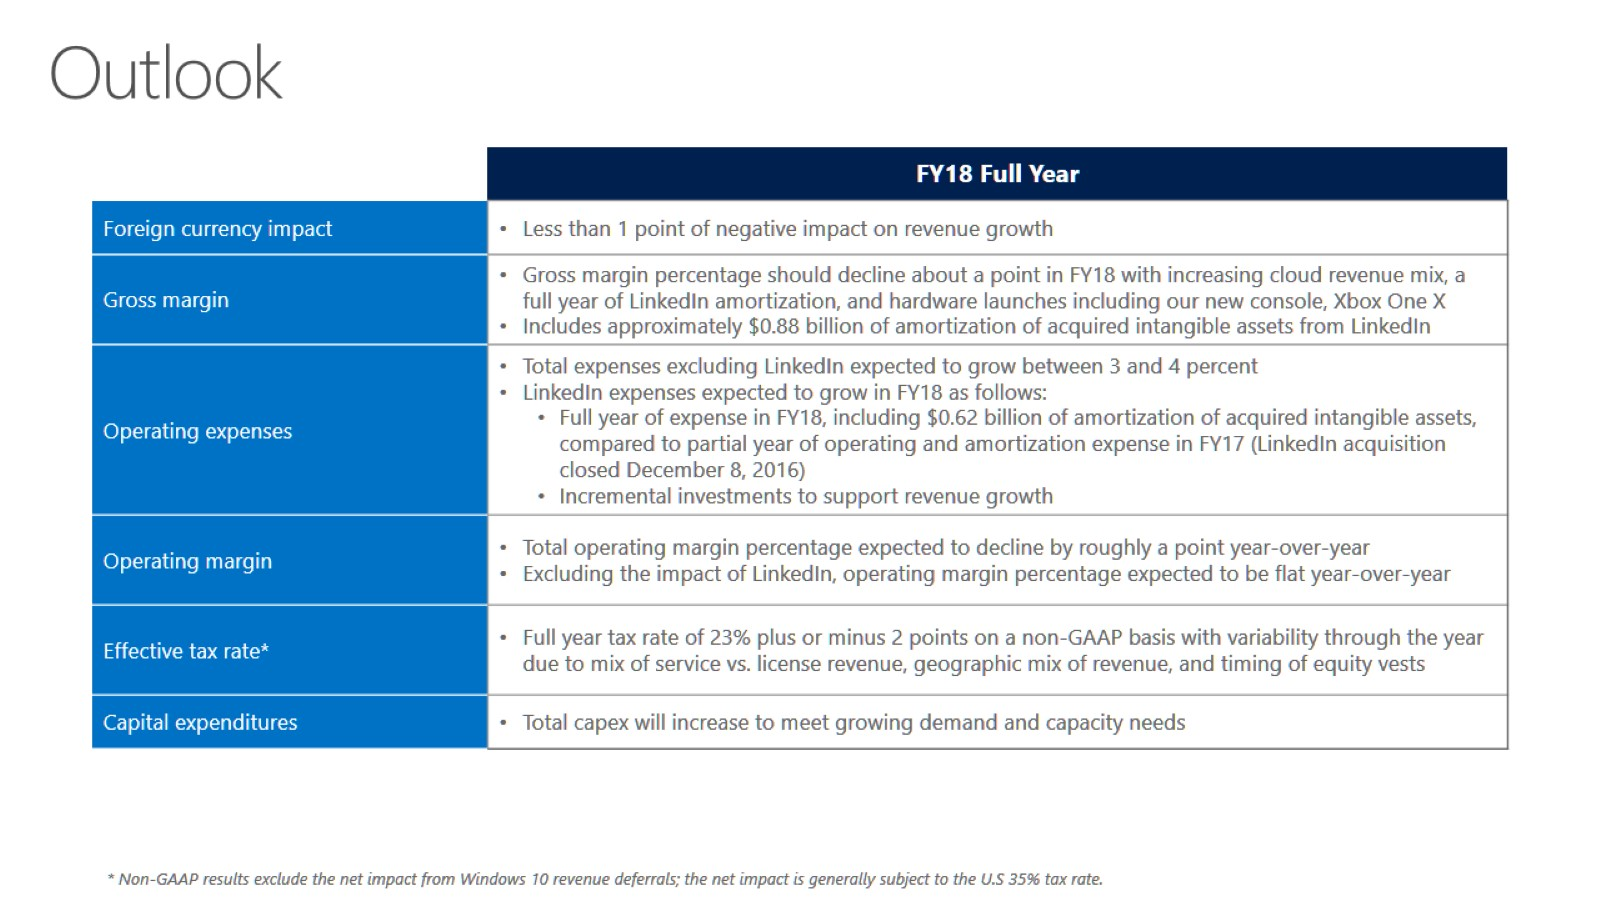 Outlook
FY18 Full Year
Foreign currency impact
• Less than 1 point of negative impact on revenue growth
Gross margin
• Gross margin percentage should decline about a point in FY18 with increasing cloud revenue mix, a
full year of LinkedIn amortization, and hardware launches including our new console, Xbox One X
• Includes approximately $0.88 billion of amortization of acquired intangible assets from LinkedIn
Operating expenses
• Total expenses excluding LinkedIn expected to grow between 3 and 4 percent
• LinkedIn expenses expected to grow in FY18 as follows:
• Full year of expense in FY18, including $0.62 billion of amortization of acquired intangible assets,
compared to partial year of operating and amortization expense in FY17 (LinkedIn acquisition
closed December 8, 2016)
• Incremental investments to support revenue growth
Operating margin
• Total operating margin percentage expected to decline by roughly a point year-over-year
• Excluding the impact of LinkedIn, operating margin percentage expected to be flat year-over-year
Effective tax rate*
• Full year tax rate of 23% plus or minus 2 points on a non-GAAP basis with variability through the year
due to mix of service vs. license revenue, geographic mix of revenue, and timing of equity vests
Capital expenditures
• Total capex will increase to meet growing demand and capacity needs
* Non-GAAP results exclude the net impact from Windows 10 revenue deferrals; the net impact is generally subject to the U.S 35% tax rate.